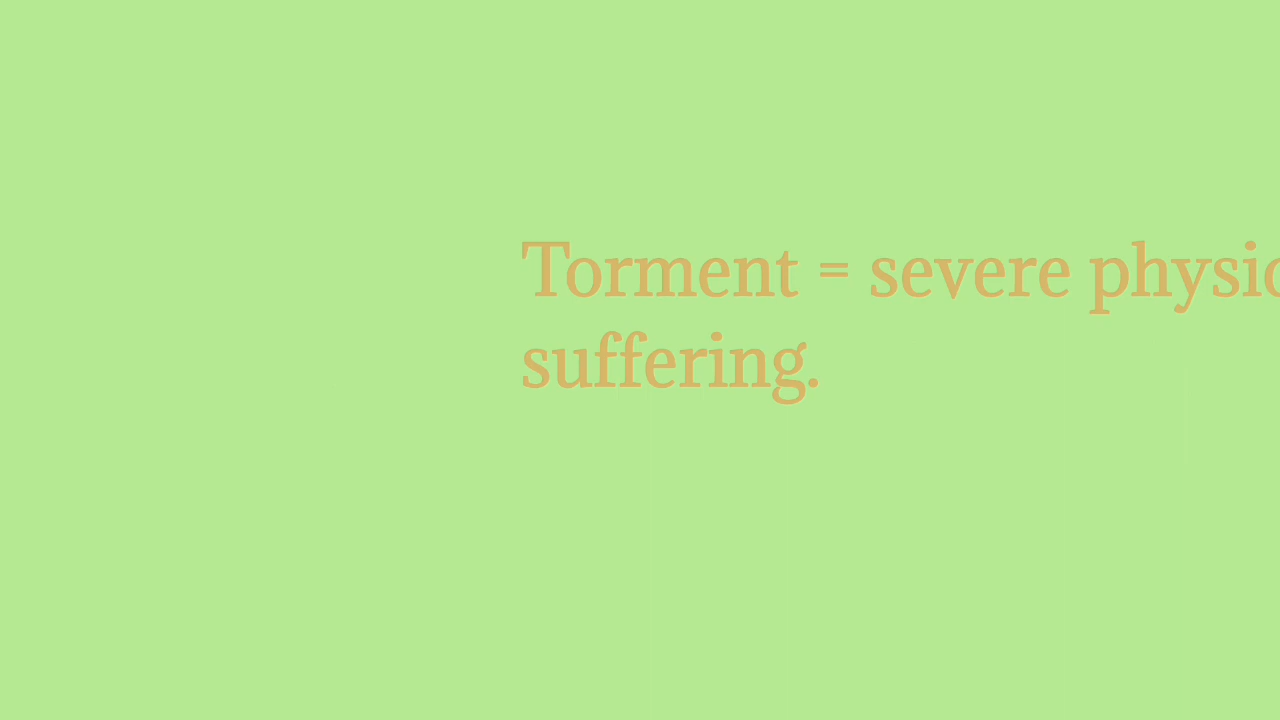 Torment = severe
suffering.